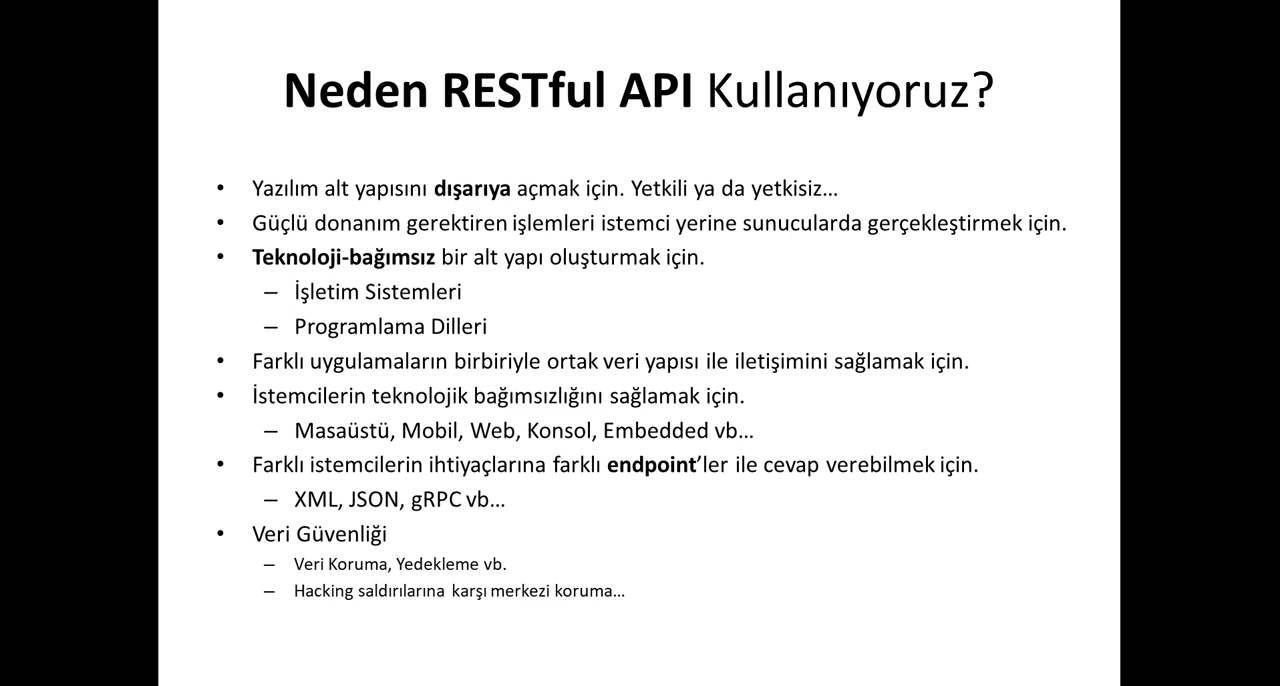 Neden RESTful API Kullanıyoruz?
• Yazılım alt yapısını dışarıya açmak için. Yetkili ya da yetkisiz…
• Güçlü donanım gerektiren işlemleri istemci yerine sunucularda gerçekleştirmek için.
• Teknoloji-bağımsız bir alt yapı oluşturmak için.
– İşletim Sistemleri
– Programlama Dilleri
• Farklı uygulamaların birbiriyle ortak veri yapısı ile iletişimini sağlamak için.
• İstemcilerin teknolojik bağımsızlığını sağlamak için.
– Masaüstü, Mobil, Web, Konsol, Embedded vb…
• Farklı istemcilerin ihtiyaçlarına farklı endpoint’ler ile cevap verebilmek için.
– XML, JSON, gRPC vb…
• Veri Güvenliği
– Veri Koruma, Yedekleme vb.
– Hacking saldırılarına karşı merkezi koruma…